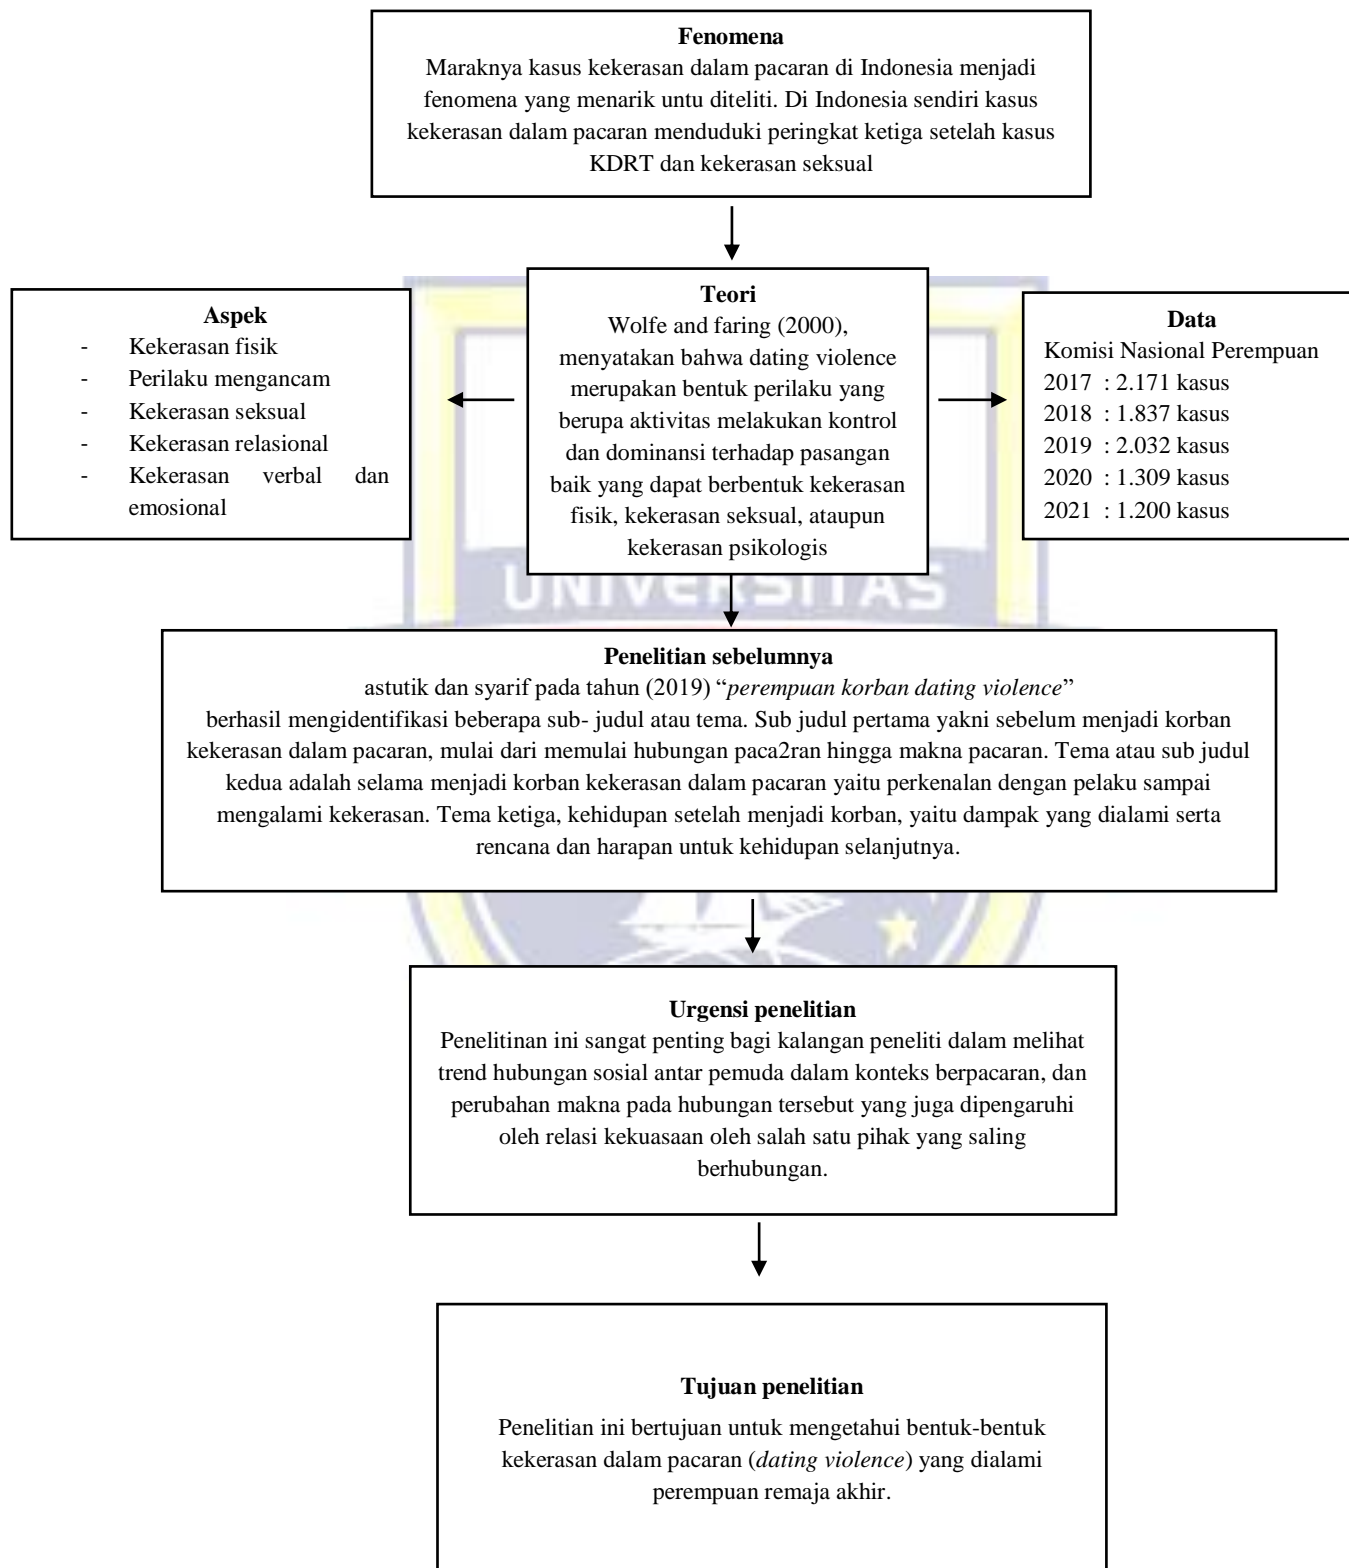 Fenomena
Maraknya kasus kekerasan dalam pacaran di Indonesia menjadi
fenomena yang menarik untu diteliti. Di Indonesia sendiri kasus
kekerasan dalam pacaran menduduki peringkat ketiga setelah kasus
KDRT dan kekerasan seksual
Aspek
- Kekerasan fisik
- Perilaku mengancam
- Kekerasan seksual
- Kekerasan relasional
- Kekerasan verbal dan
emosional
Teori
Wolfe and faring (2000),
menyatakan bahwa dating violence
merupakan bentuk perilaku yang
berupa aktivitas melakukan kontrol
dan dominansi terhadap pasangan
baik yang dapat berbentuk kekerasan
fisik, kekerasan seksual, ataupun
kekerasan psikologis
Data
Komisi Nasional Perempuan
2017 : 2.171 kasus
2018 : 1.837 kasus
2019 : 2.032 kasus
2020 : 1.309 kasus
2021 : 1.200 kasus
UNIVERSITAS
Penelitian sebelumnya
astutik dan syarif pada tahun (2019) “perempuan korban dating violence”
berhasil mengidentifikasi beberapa sub- judul atau tema. Sub judul pertama yakni sebelum menjadi korban
kekerasan dalam pacaran, mulai dari memulai hubungan paca2ran hingga makna pacaran. Tema atau sub judul
kedua adalah selama menjadi korban kekerasan dalam pacaran yaitu perkenalan dengan pelaku sampai
mengalami kekerasan. Tema ketiga, kehidupan setelah menjadi korban, yaitu dampak yang dialami serta
rencana dan harapan untuk kehidupan selanjutnya.
Urgensi penelitian
Penelitinan ini sangat penting bagi kalangan peneliti dalam melihat
trend hubungan sosial antar pemuda dalam konteks berpacaran, dan
perubahan makna pada hubungan tersebut yang juga dipengaruhi
oleh relasi kekuasaan oleh salah satu pihak yang saling
berhubungan.
Tujuan penelitian
Penelitian ini bertujuan untuk mengetahui bentuk-bentuk
kekerasan dalam pacaran (dating violence) yang dialami
perempuan remaja akhir.